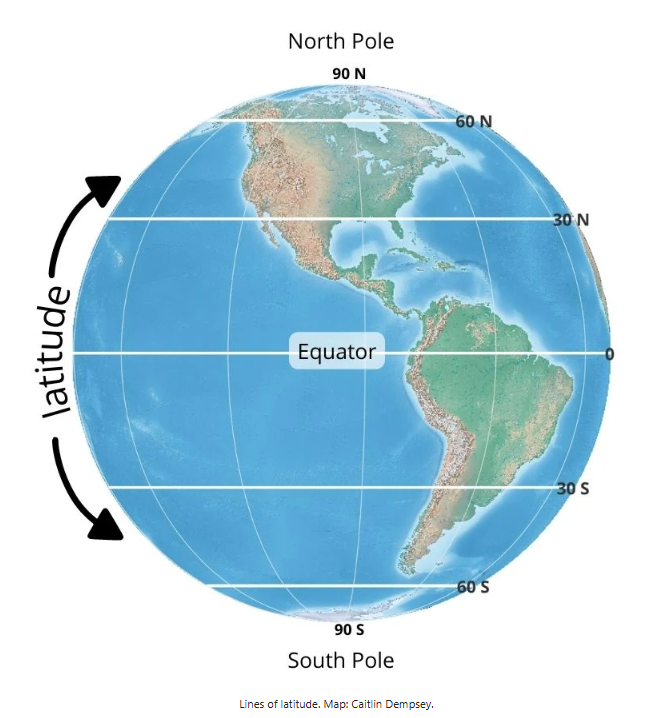 North Pole
90 N
60 N
30 N
latitude
Equator
0
30 S
60 S
90 S
South Pole
Lines of latitude. Map: Caitlin Dempsey.